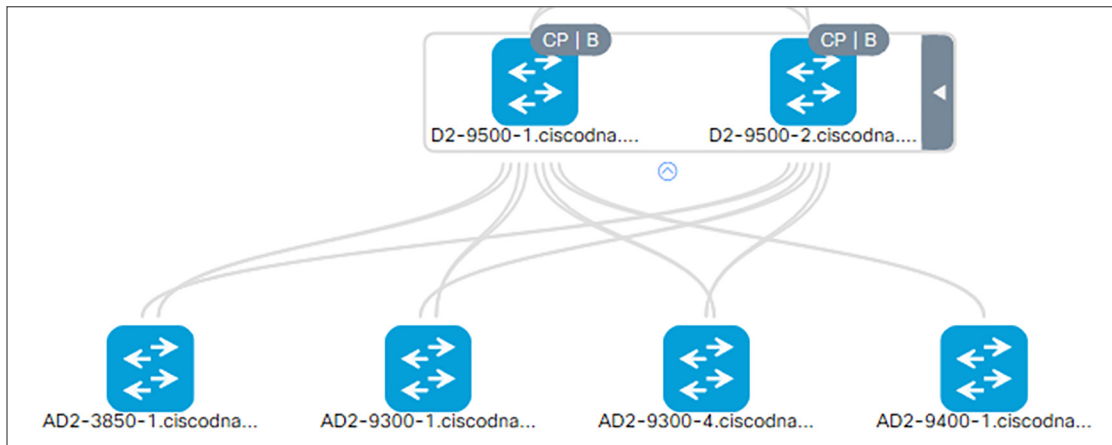 CP | B
CP | B
D2-9500-1.ciscodna....
D2-9500-2.ciscodna....
AD2-3850-1.ciscodna...
AD2-9300-1.ciscodna...
AD2-9300-4.ciscodna...
AD2-9400-1.ciscodna...